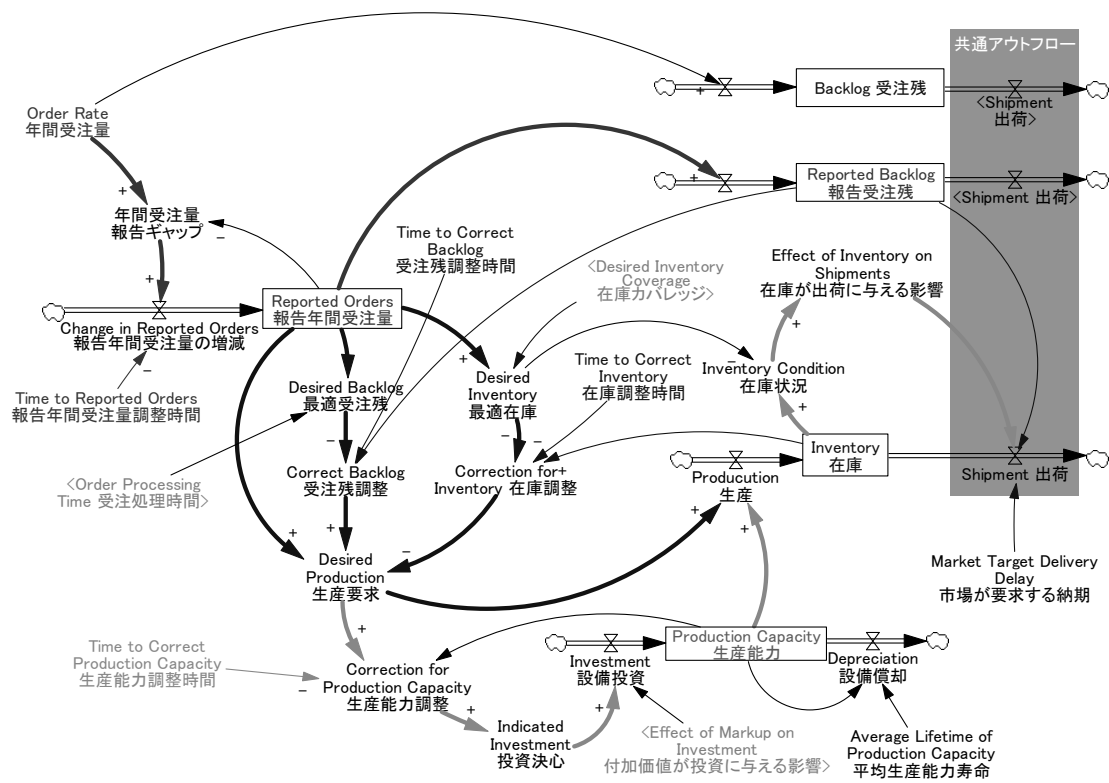 共通アウトフロー
Backlog 受注残
<Shipment
出荷>
Order Rate
年間受注量
+
+
Reported Backlog
報告受注残
<Shipment 出荷>
+
年間受注量
報告ギャップ
−
Time to Correct
Backlog
受注残調整時間
<Desired Inventory
Coverage
在庫カバレッジ>
Effect of Inventory on
Shipments
在庫が出荷に与える影響
+
Reported Orders
報告年間受注量
Change in Reported Orders
報告年間受注量の増減
−
Time to Reported Orders
報告年間受注量調整時間
+
+
Desired Backlog
最適受注残
Desired
Inventory
最適在庫
Time to Correct
Inventory
在庫調整時間
−
Inventory Condition
在庫状況
+
−
−
−
<Order Processing
Time 受注処理時間>
Correct Backlog
受注残調整
Correction for+
Inventory 在庫調整
Producution
生産
Inventory
在庫
−
Shipment 出荷
+
+
−
+
+
Desired
Production
生産要求
Market Target Delivery
Delay
市場が要求する納期
+
Time to Correct
Production Capacity
生産能力調整時間
−
Correction for
Production Capacity
生産能力調整
+
Investment
設備投資
+
Production Capacity
生産能力
Depreciation
設備償却
Indicated
Investment
投資決心
<Effect of Markup on
Investment
付加価値が投資に与える影響>
Average Lifetime of
Production Capacity
平均生産能力寿命